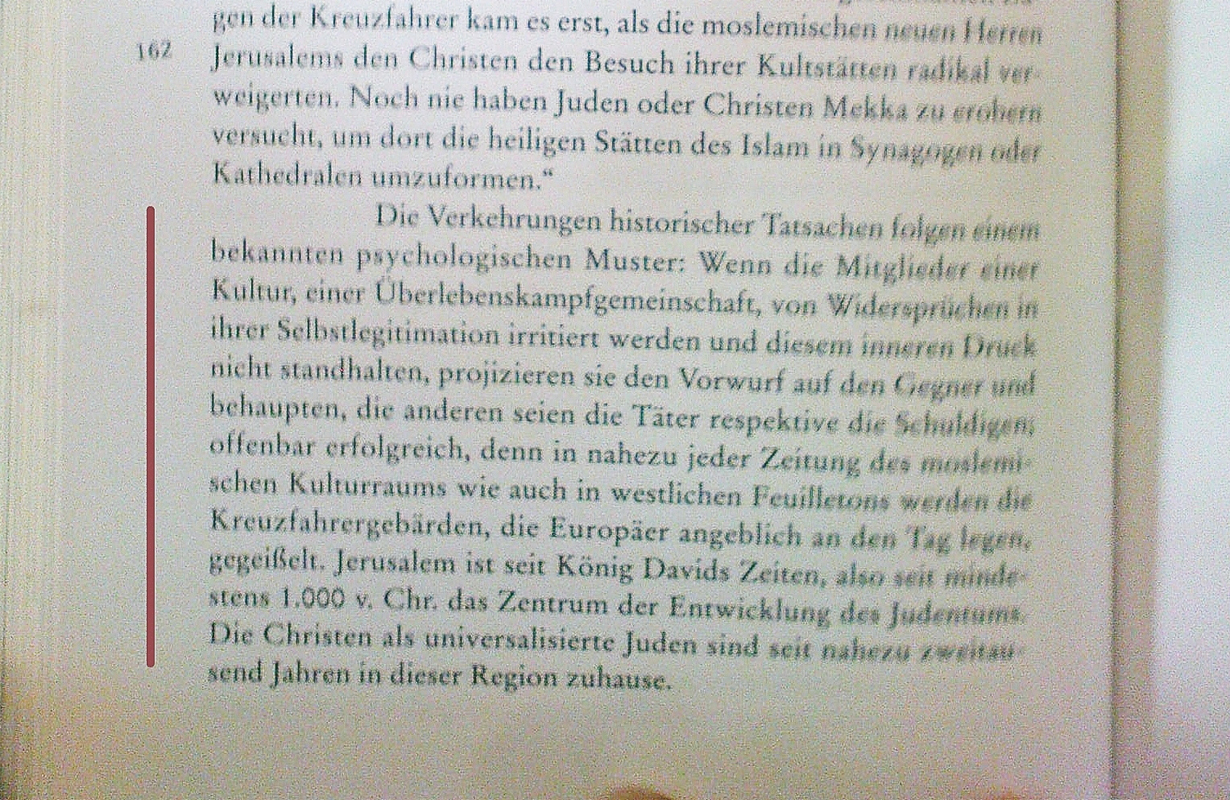 gen der Kreuzfahrer kam es erst, als die moslemischen neuen Herren
162
Jerusalems den Christen den Besuch ihrer Kultstätten radikal ver-
weigerten. Noch nie haben Juden oder Christen Mekka zu erobern
versucht, um dort die heiligen Stätten des Islam in Synagogen oder
Kathedralen umzuformen.“
Die Verkehrungen historischer Tatsachen folgen einem
bekannten psychologischen Muster: Wenn die Mitglieder einer
Kultur, einer Überlebenskampfgemeinschaft, von Widersprüchen in
ihrer Selbstlegitimation irritiert werden und diesem inneren Druck
nicht standhalten, projizieren sie den Vorwurf auf den Gegner und
behaupten, die anderen seien die Täter respektive die Schuldigen;
offenbar erfolgreich, denn in nahezu jeder Zeitung des moslemi-
schen Kulturraums wie auch in westlichen Feuilletons werden die
Kreuzfahrergebärden, die Europäer angeblich an den Tag legen,
gegeißelt. Jerusalem ist seit König Davids Zeiten, also seit minde-
stens 1.000 v. Chr. das Zentrum der Entwicklung des Judentums.
Die Christen als universalisierte Juden sind seit nahezu zweitau-
send Jahren in dieser Region zuhause.